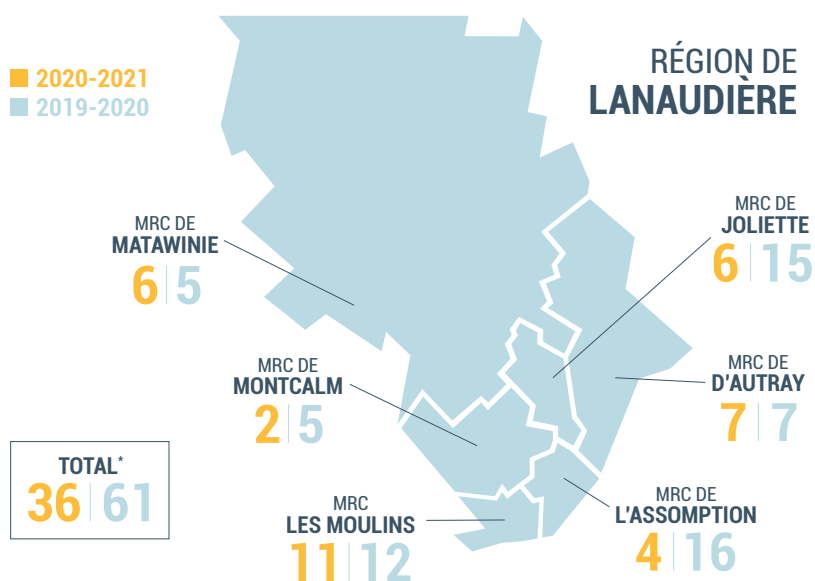 RÉGION DE
LANAUDIÈRE
2020-2021
2019-2020
MRC DE
JOLIETTE
6 | 15
MRC DE
MATAWINIE
6 | 5
MRC DE
D'AUTRAY
7 | 7
MRC DE
MONTCALM
2 | 5
TOTAL*
36 | 61
MRC DE
L'ASSOMPTION
4 | 16
MRC
LES MOULINS
11 | 12